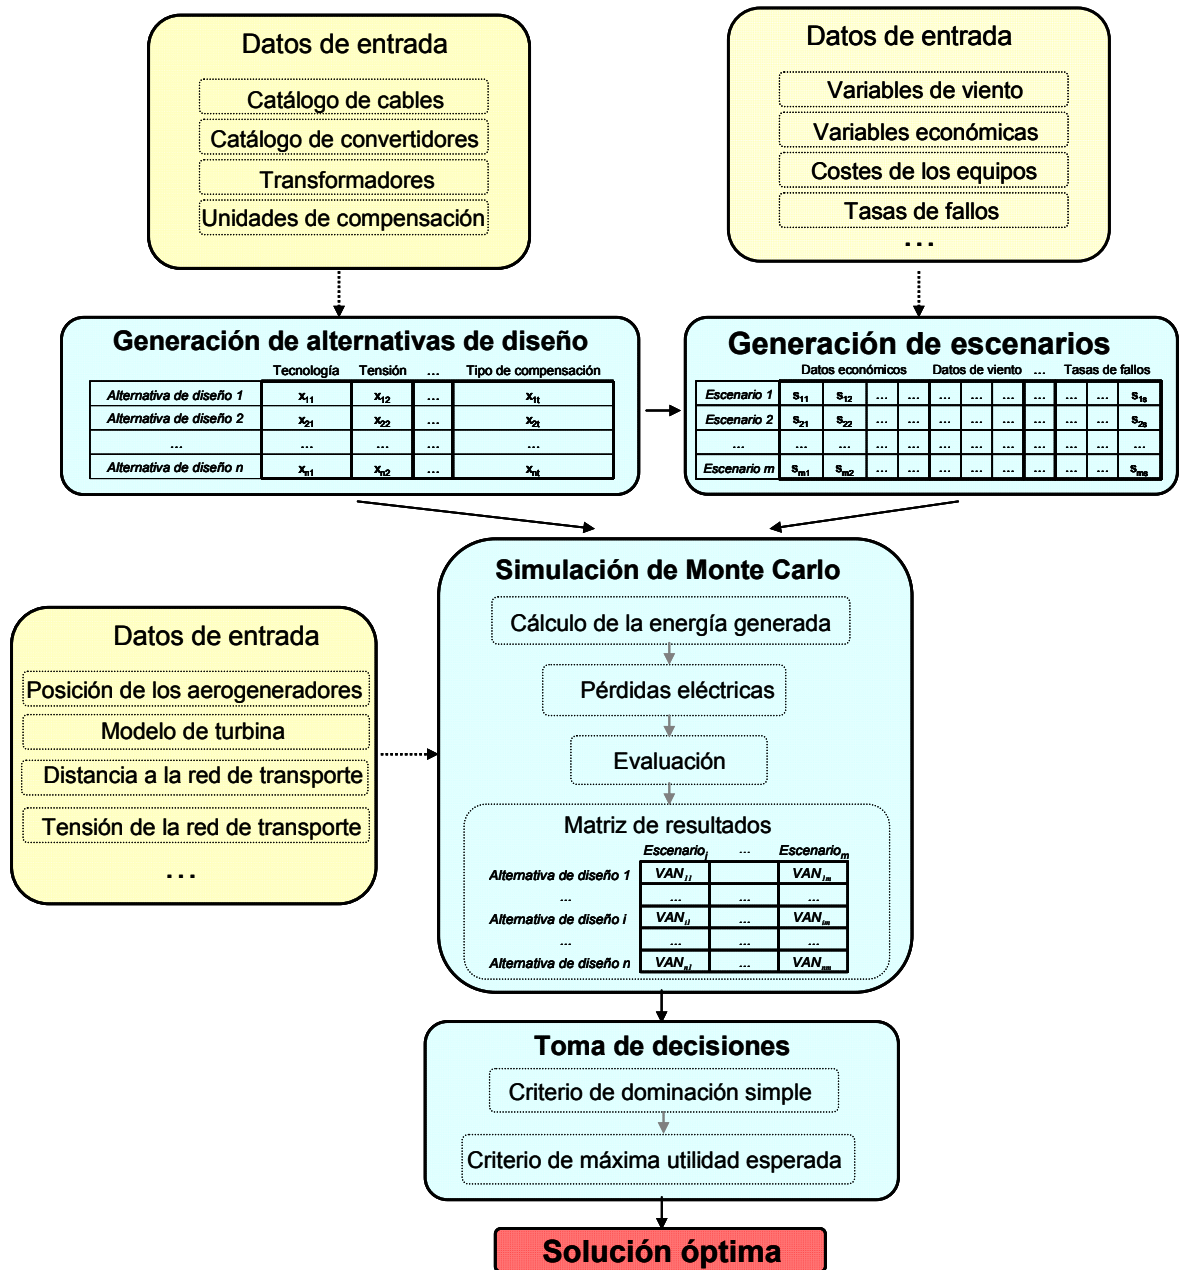 Datos de entrada
Catálogo de cables
Catálogo de convertidores
Transformadores
Unidades de compensación
Datos de entrada
Variables de viento
Variables económicas
Costes de los equipos
Tasas de fallos
...
Generación de alternativas de diseño
Tecnología Tensión ... Tipo de compensación
Alternativa de diseño 1 x11 x12 ... x1t
Alternativa de diseño 2 x21 x22 ... x2t
... ... ... ... ...
Alternativa de diseño n xn1 xn2 ... xnt
Generación de escenarios
Datos económicos Datos de viento ... Tasas de fallos
Escenario 1 s11 s12 ... ... ... ... ... ... ... ... s1s
Escenario 2 s21 s22 ... ... ... ... ... ... ... ... s2s
... ... ... ... ... ... ... ... ... ... ... ...
Escenario m sm1 sm2 ... ... ... ... ... ... ... ... sms
Simulación de Monte Carlo
Cálculo de la energía generada
Pérdidas eléctricas
Evaluación
Matriz de resultados
Escenario ... Escenariom
Alternativa de diseño 1 VAN11 VAN1m
... ... ... ...
Alternativa de diseño i VANi1 ... VANim
... ... ... ...
Alternativa de diseño n VANn1 ... VANnm
Datos de entrada
Posición de los aerogeneradores
Modelo de turbina
Distancia a la red de transporte
Tensión de la red de transporte
...
Toma de decisiones
Criterio de dominación simple
Criterio de máxima utilidad esperada
Solución óptima